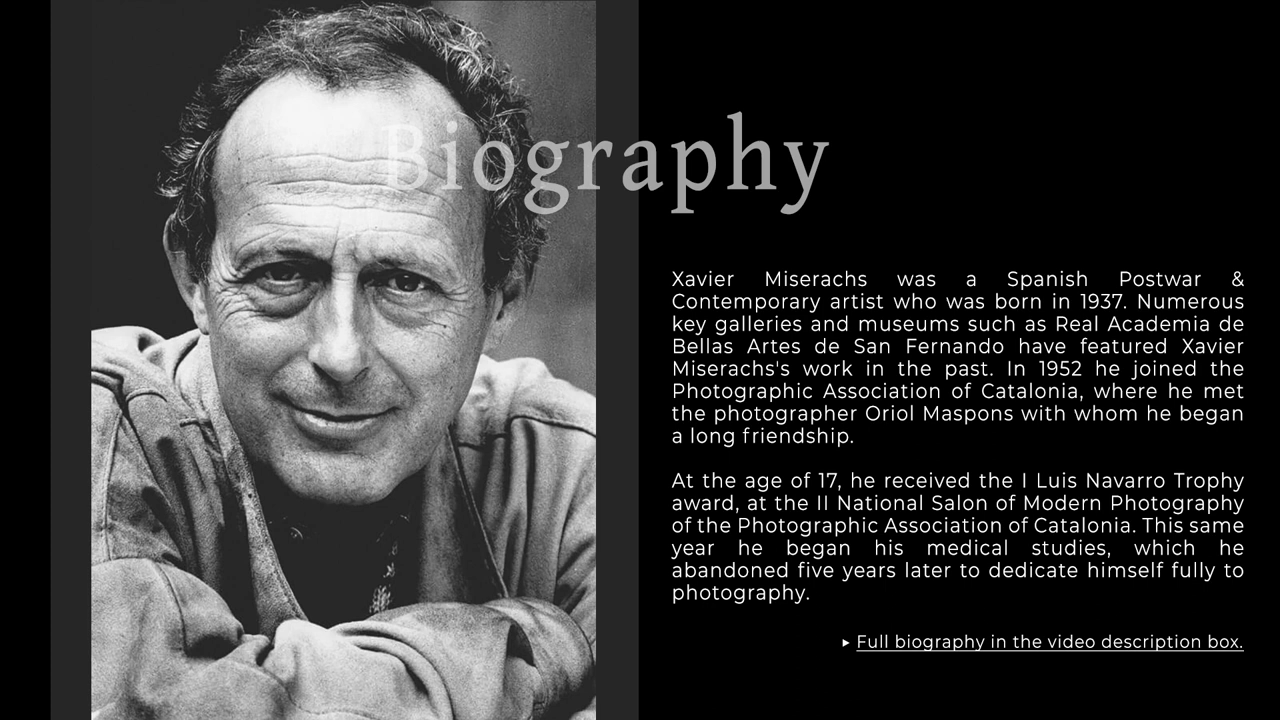 Biography
Xavier Miserachs was a Spanish Postwar &
Contemporary artist who was born in 1937. Numerous
key galleries and museums such as Real Academia de
Bellas Artes de San Fernando have featured Xavier
Miserachs's work in the past. In 1952 he joined the
Photographic Association of Catalonia, where he met
the photographer Oriol Maspons with whom he began
a long friendship.
At the age of 17, he received the I Luis Navarro Trophy
award, at the II National Salon of Modern Photography
of the Photographic Association of Catalonia. This same
year he began his medical studies, which he
abandoned five years later to dedicate himself fully to
photography.
▸ Full biography in the video description box.